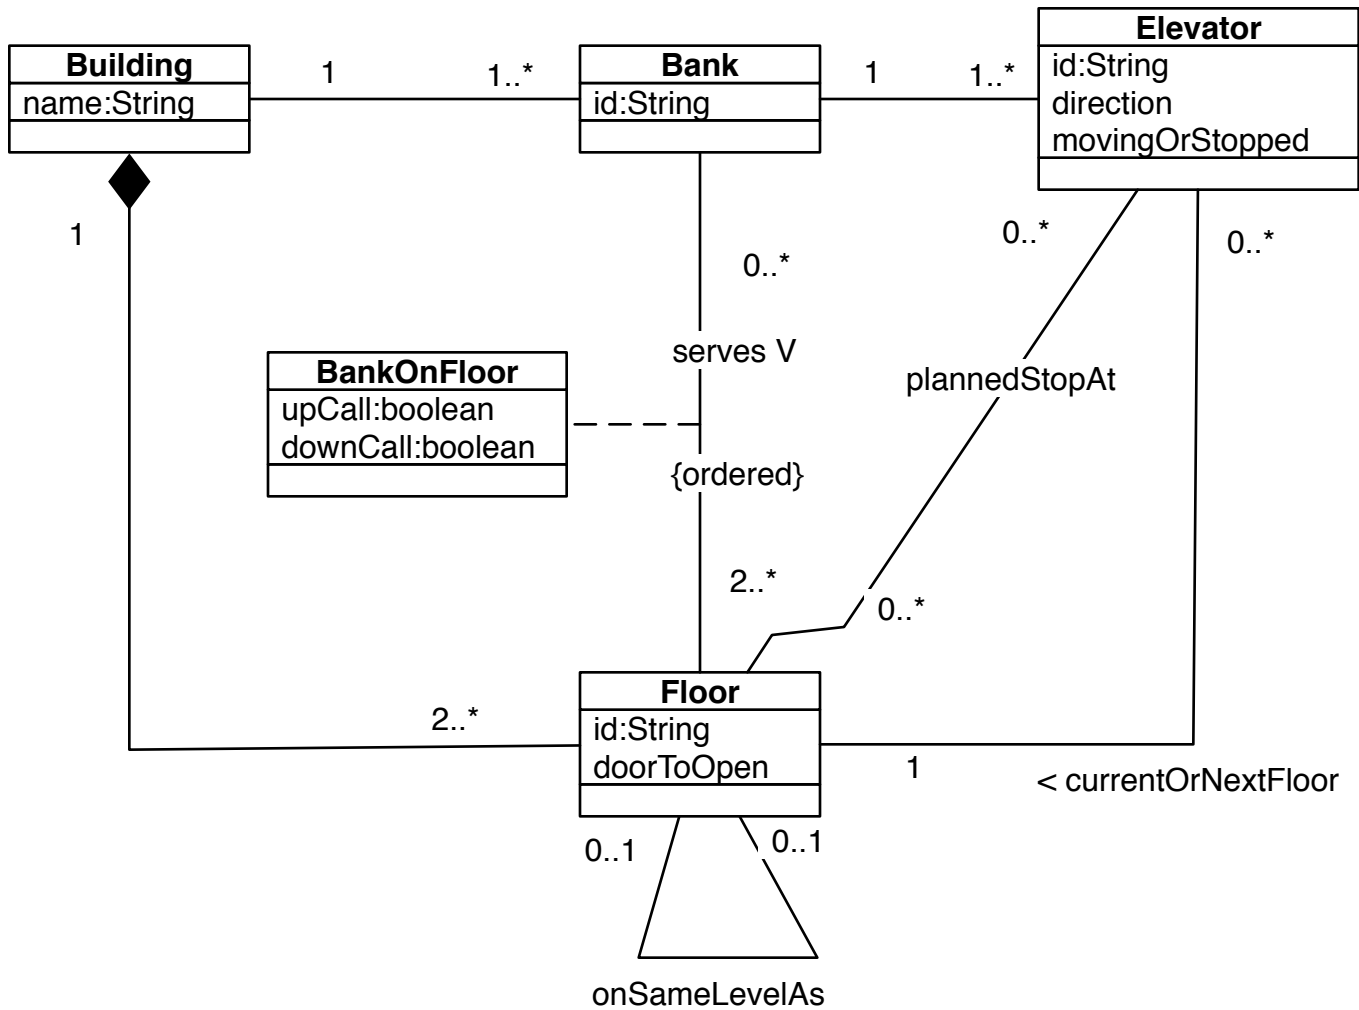 Elevator
id:String
direction
movingOrStopped
Building
name:String
1
1..*
Bank
id:String
1
1..*
1
0..*
0..*
0..*
serves V
plannedStopAt
BankOnFloor
upCall:boolean
downCall:boolean
{ordered}
2..*
0..*
Floor
id:String
doorToOpen
2..*
1
< currentOrNextFloor
0..1
0..1
onSameLevelAs